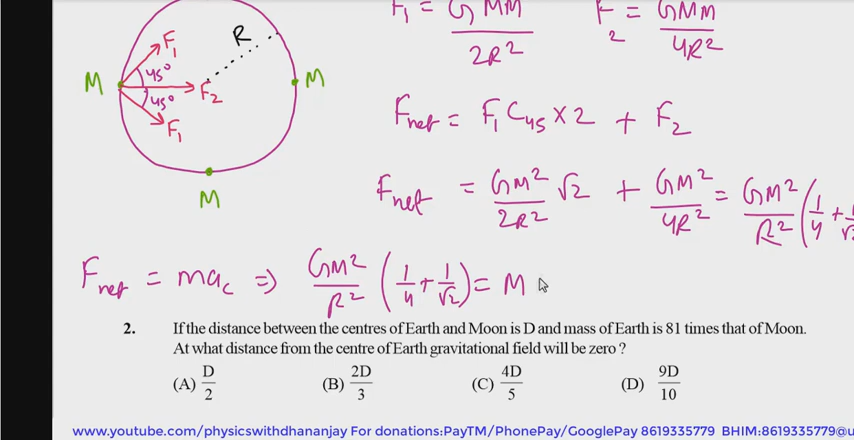 F₁ = GMM/2R²
F₂ = GMM/4R²
F₁
R
45°
M
F₂
M
45°
F₁
M
Fnet = F₁ C45 × 2 + F₂
Fnet = GM²/2R² √2 + GM²/4R² = GM²/R² (1/4 + 1/√2
Fnet = mac ⇒ GM²/R² (1/4 + 1/√2) = M
2. If the distance between the centres of Earth and Moon is D and mass of Earth is 81 times that of Moon.
At what distance from the centre of Earth gravitational field will be zero ?
(A) D/2 (B) 2D/3 (C) 4D/5 (D) 9D/10
www.youtube.com/physicswithdhananjay For donations:PayTM/PhonePay/GooglePay 8619335779 BHIM:8619335779@u